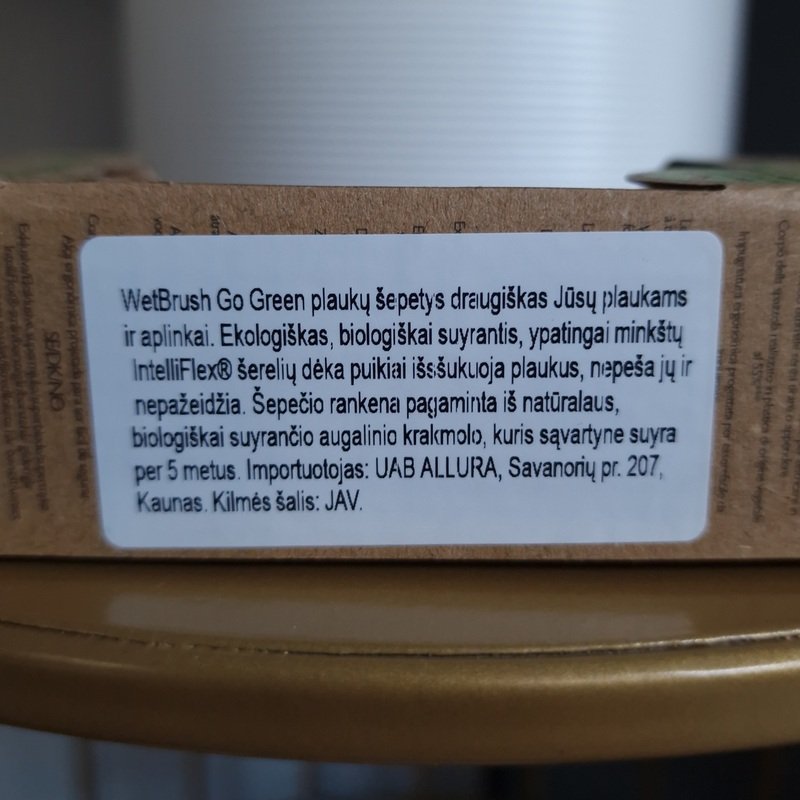 WetBrush Go Green plaukų šepetys draugiškas Jūsų plaukams
ir aplinkai. Ekologiškas, biologiškai suyrantis, ypatingai minkštų
IntelliFlex® šerelių dėka puikiai iššukuoja plaukus, nepeša jų ir
nepažeidžia. Šepečio rankena pagaminta iš natūralaus,
biologiškai suyrančio augalinio krakmolo, kuris sąvartyne suyra
per 5 metus. Importuotojas: UAB ALLURA, Savanorių pr. 207,
Kaunas. Kilmės šalis: JAV.